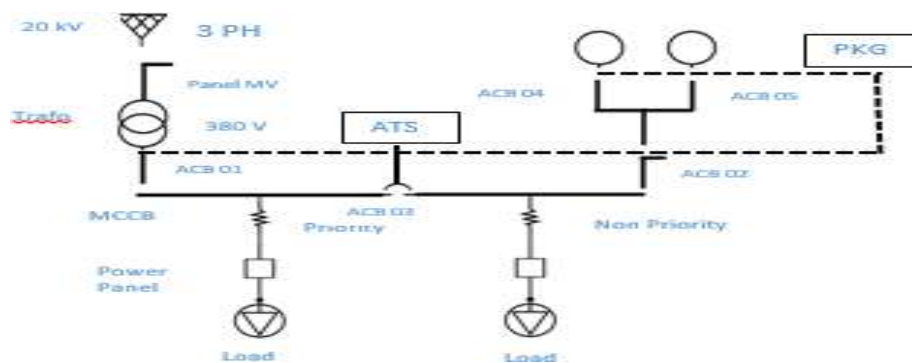 20 kV
3 PH
PKG
Panel MV
ACB 04
ACB 05
Trafo
380 V
ATS
ACB 01
ACB 02
MCCB
ACB 03
Priority
Non Priority
Power
Panel
Load
Load